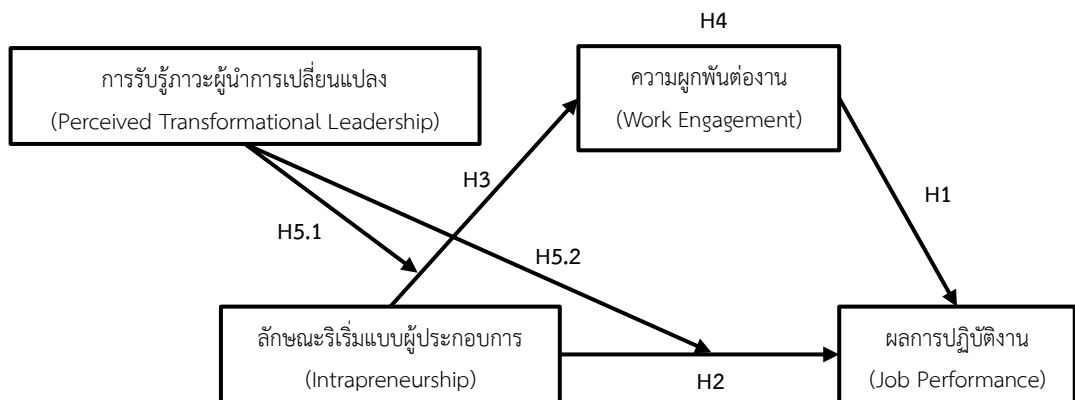 H4
การรับรู้ภาวะผู้นำการเปลี่ยนแปลง
(Perceived Transformational Leadership)
ความผูกพันต่องาน
(Work Engagement)
H3
H1
H5.1
H5.2
ลักษณะริเริ่มแบบผู้ประกอบการ
(Intrapreneurship)
H2
ผลการปฏิบัติงาน
(Job Performance)